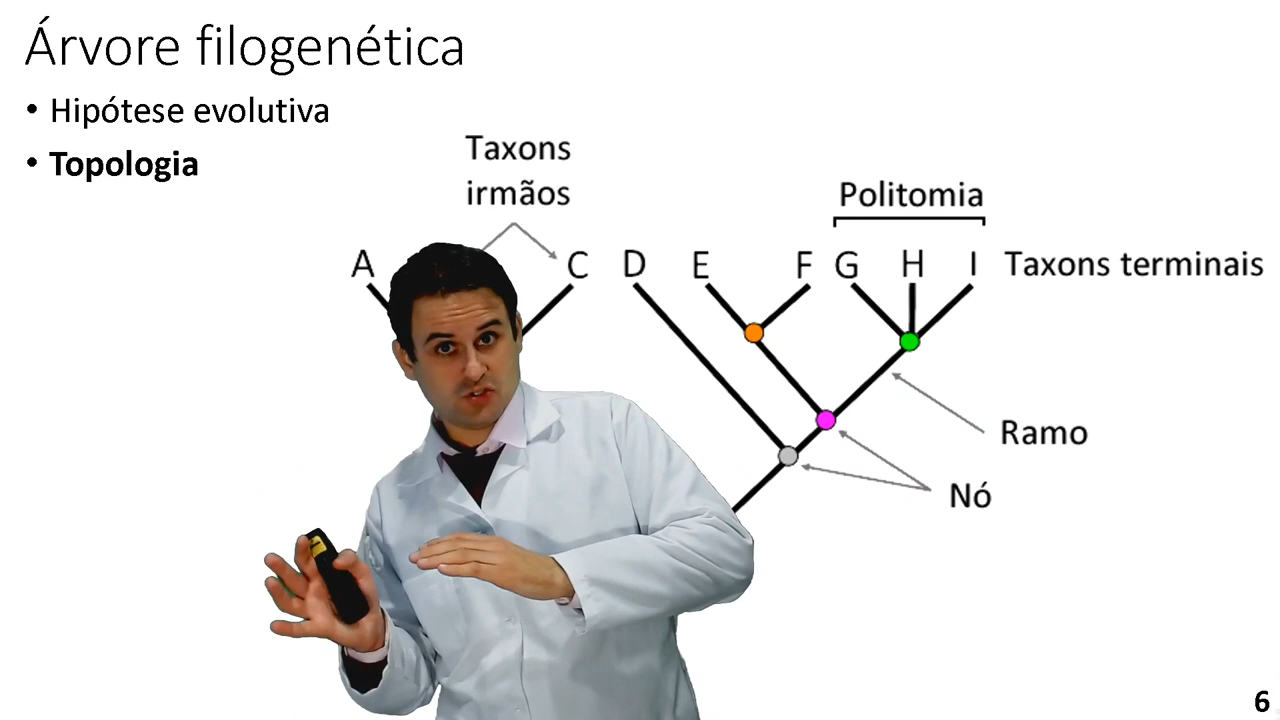 Árvore filogenética
• Hipótese evolutiva
• Topologia
Taxons
irmãos
Politomia
A C D E F G H I Taxons terminais
Ramo
Nó
6